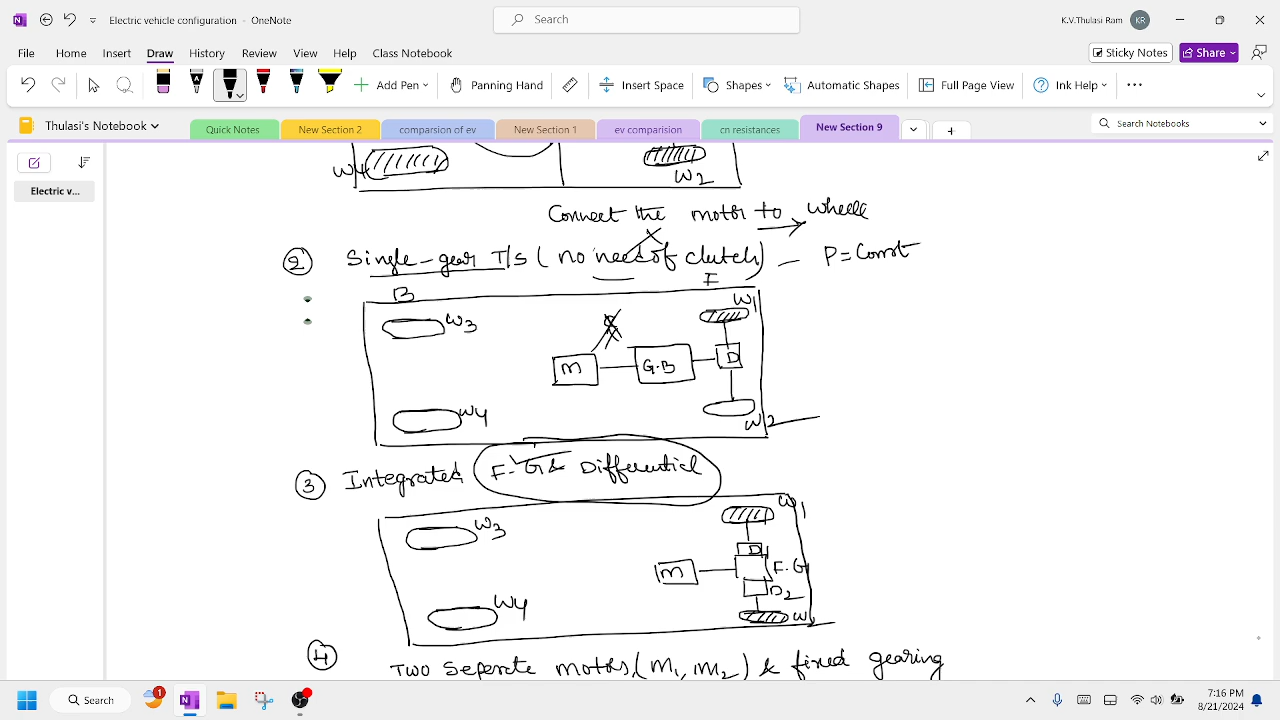 Electric vehicle configuration - OneNote
Search
K.V.Thulasi Ram
KR
File Home Insert Draw History Review View Help Class Notebook
Sticky Notes
Share
Add Pen
Panning Hand
Insert Space
Shapes
Automatic Shapes
Full Page View
Ink Help
Thulasi's Notebook
Quick Notes
New Section 2
comparsion of ev
New Section 1
ev comparision
cn resistances
New Section 9
Search Notebooks
Electric v...
W4
W2
Connect the motor to wheels
② Single-gear T/S ( no need of clutch) – P = Const
B
F
W3
W1
M
G.B
D
W4
W2
③ Integrated F-G & Differential
W3
W1
D
M
F.G
D2
W4
W2
④ Two Seperate motors (M1, M2) & fixed gearing
Search
1
7:16 PM
8/21/2024